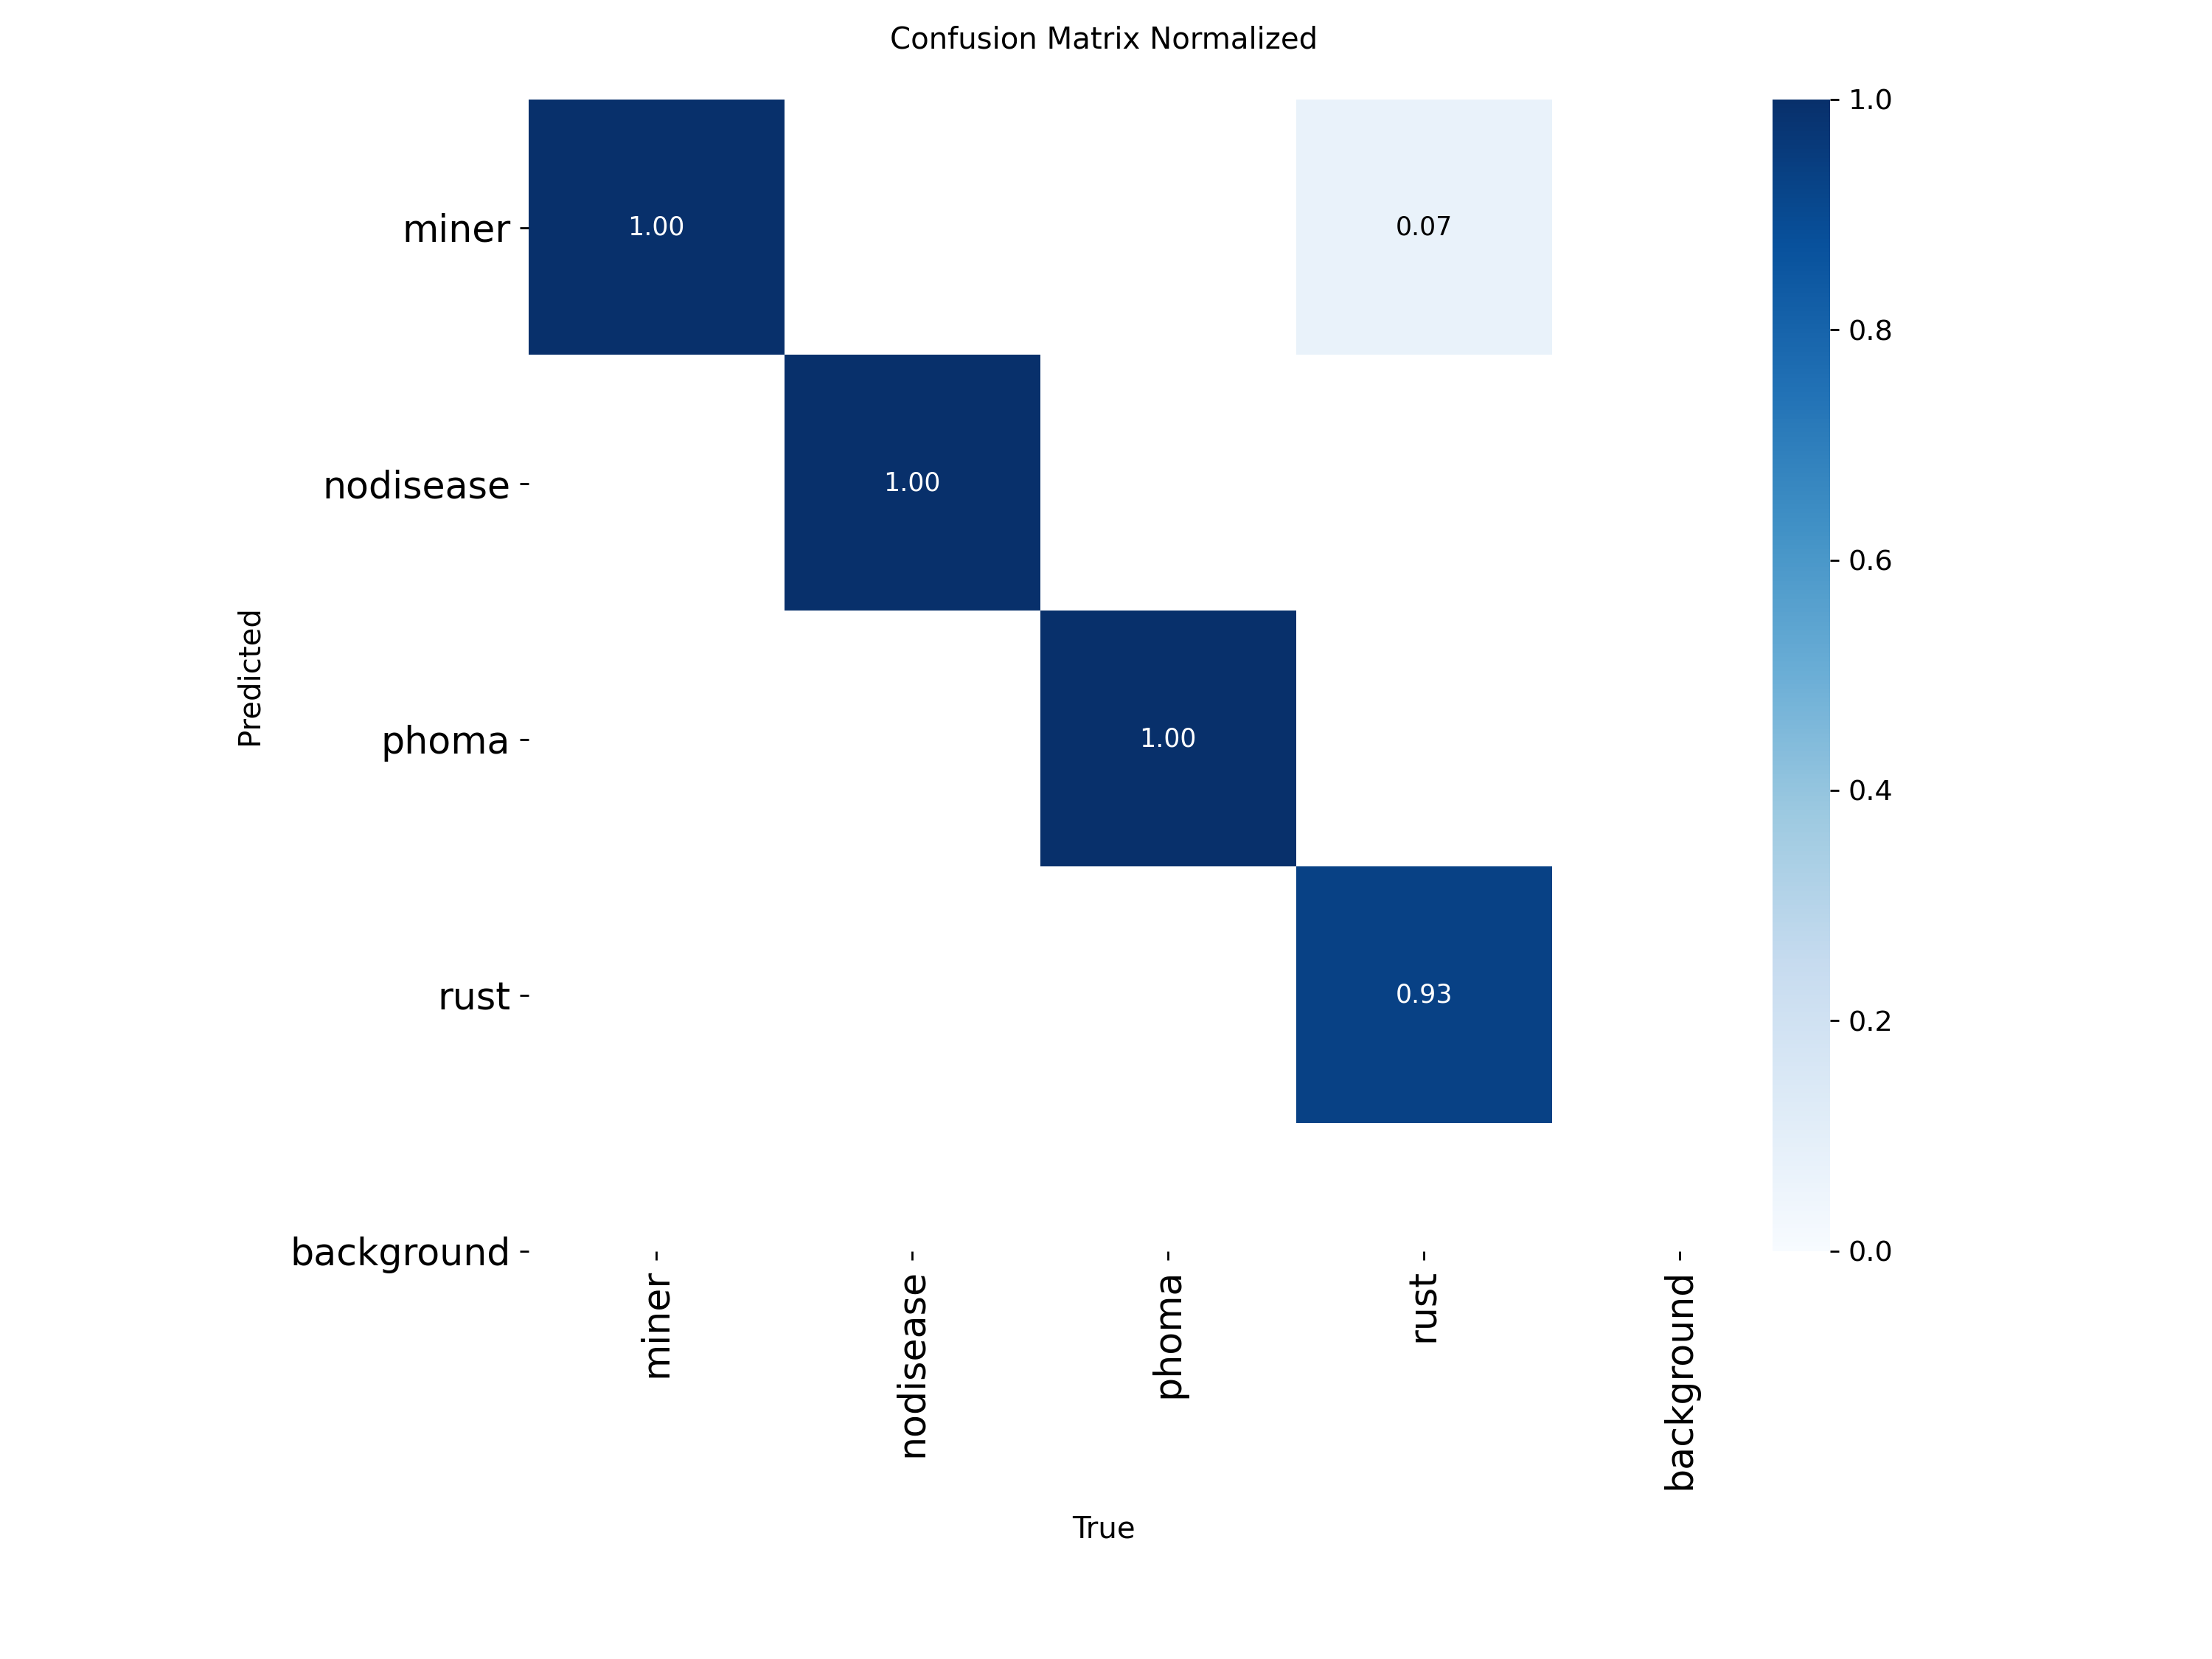 Confusion Matrix Normalized
miner
1.00
0.07
nodisease
1.00
phoma
1.00
rust
0.93
background
Predicted
miner
nodisease
phoma
rust
background
True
1.0
0.8
0.6
0.4
0.2
0.0